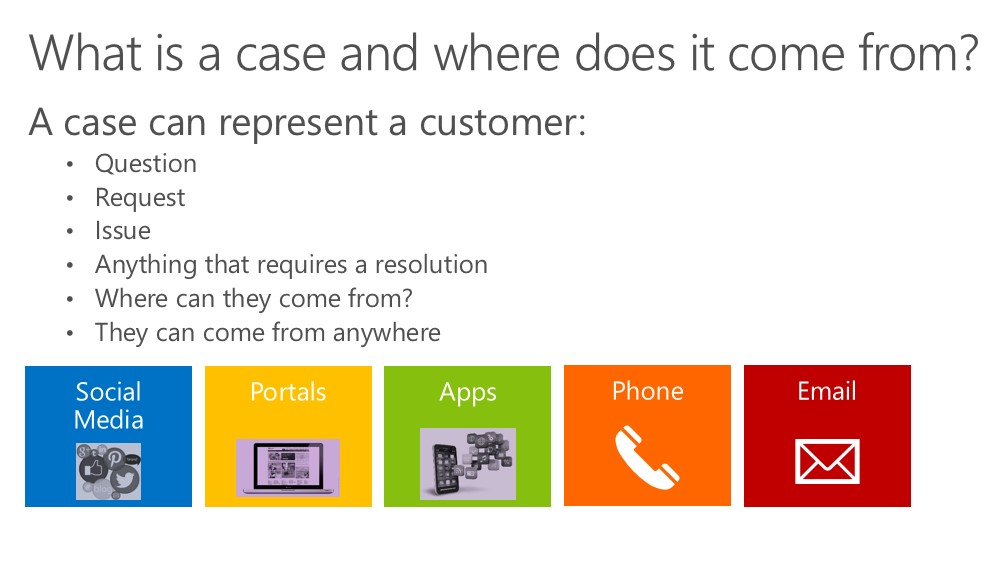 What is a case and where does it come from?
A case can represent a customer:
• Question
• Request
• Issue
• Anything that requires a resolution
• Where can they come from?
• They can come from anywhere
Social
Media
Portals
Apps
Phone
Email